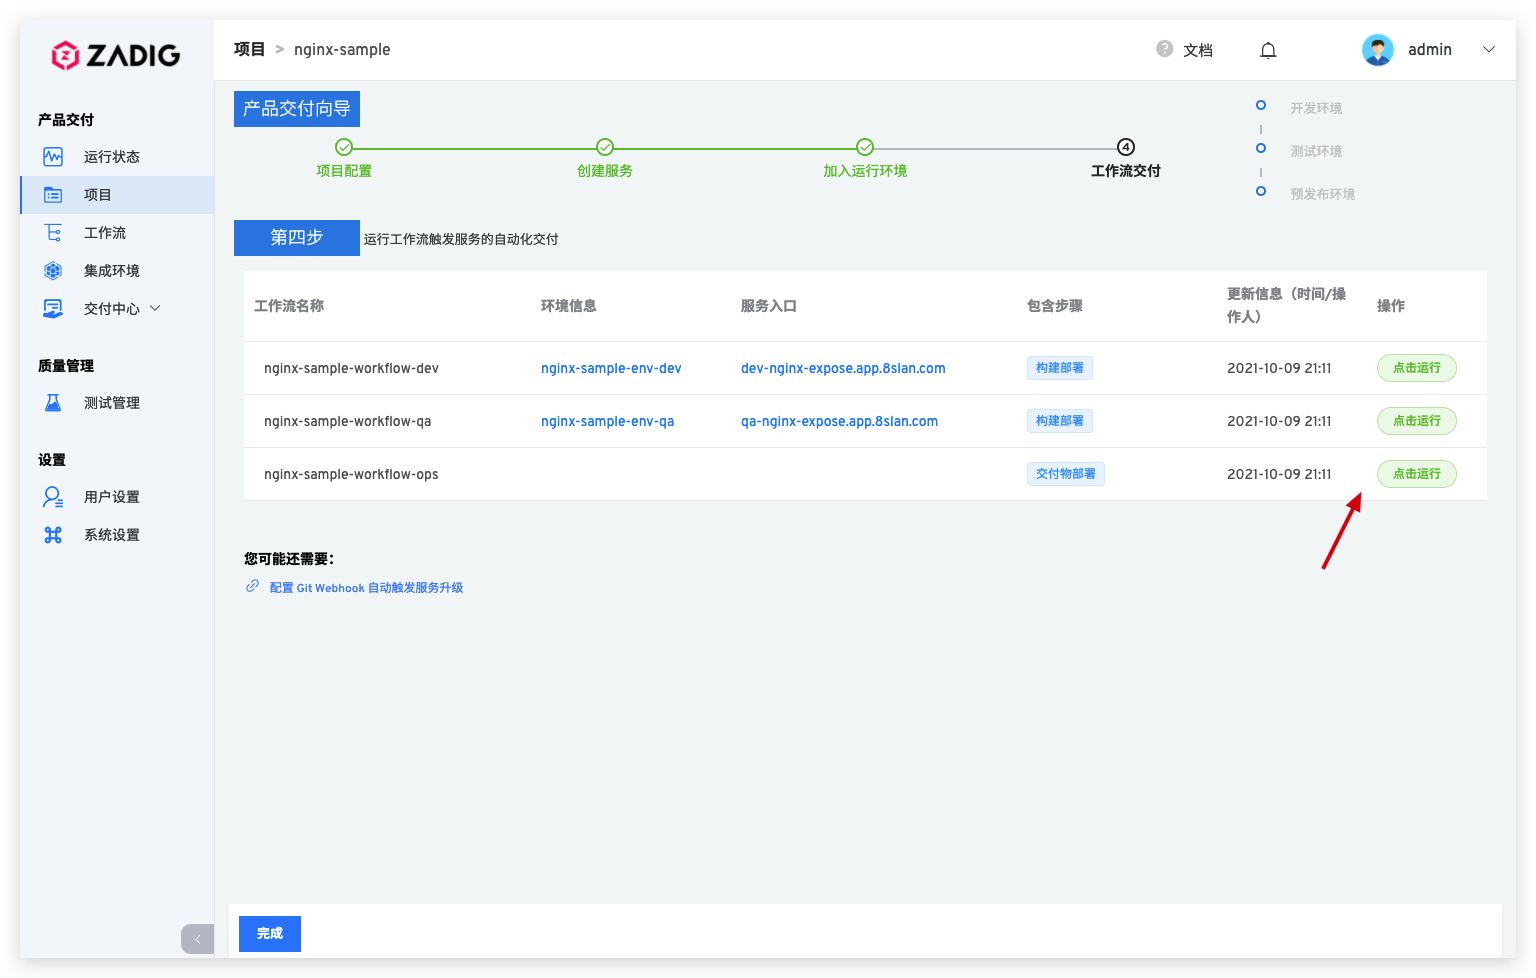 ZADIG
项目 > nginx-sample
文档
admin
产品交付
运行状态
项目
工作流
集成环境
交付中心
质量管理
测试管理
设置
用户设置
系统设置
产品交付向导
项目配置
创建服务
加入运行环境
4
工作流交付
开发环境
测试环境
预发布环境
第四步 运行工作流触发服务的自动化交付
工作流名称 环境信息 服务入口 包含步骤 更新信息（时间/操作人） 操作
nginx-sample-workflow-dev nginx-sample-env-dev dev-nginx-expose.app.8slan.com 构建部署 2021-10-09 21:11 点击运行
nginx-sample-workflow-qa nginx-sample-env-qa qa-nginx-expose.app.8slan.com 构建部署 2021-10-09 21:11 点击运行
nginx-sample-workflow-ops 交付物部署 2021-10-09 21:11 点击运行
您可能还需要：
配置 Git Webhook 自动触发服务升级
完成